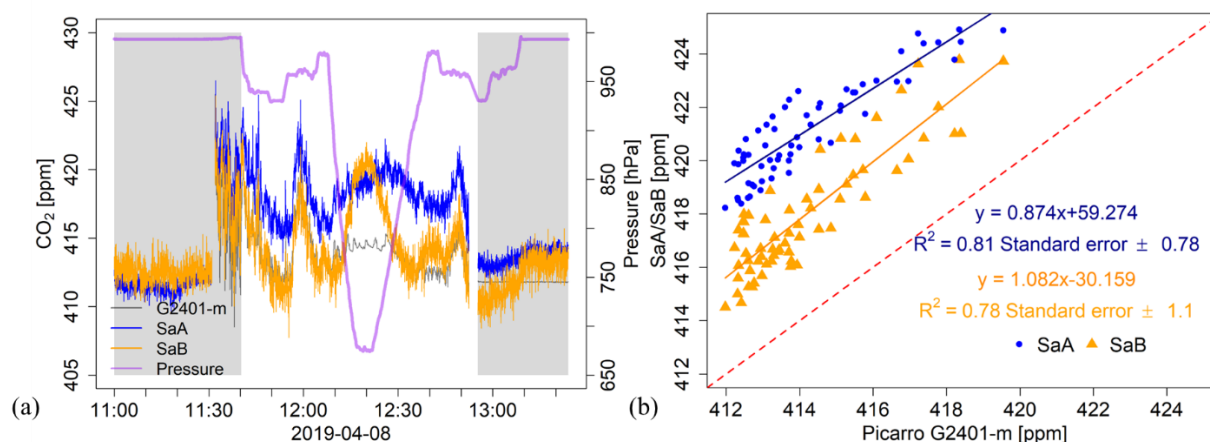 430
425
420
415
410
405
CO2 [ppm]
G2401-m
SaA
SaB
Pressure
950
850
750
650
Pressure [hPa]
11:00 11:30 12:00 12:30 13:00
2019-04-08
(a)
424
422
420
418
416
414
412
SaA/SaB [ppm]
y = 0.874x+59.274
R2 = 0.81 Standard error ± 0.78
y = 1.082x-30.159
R2 = 0.78 Standard error ± 1.1
SaA SaB
412 414 416 418 420 422 424
Picarro G2401-m [ppm]
(b)